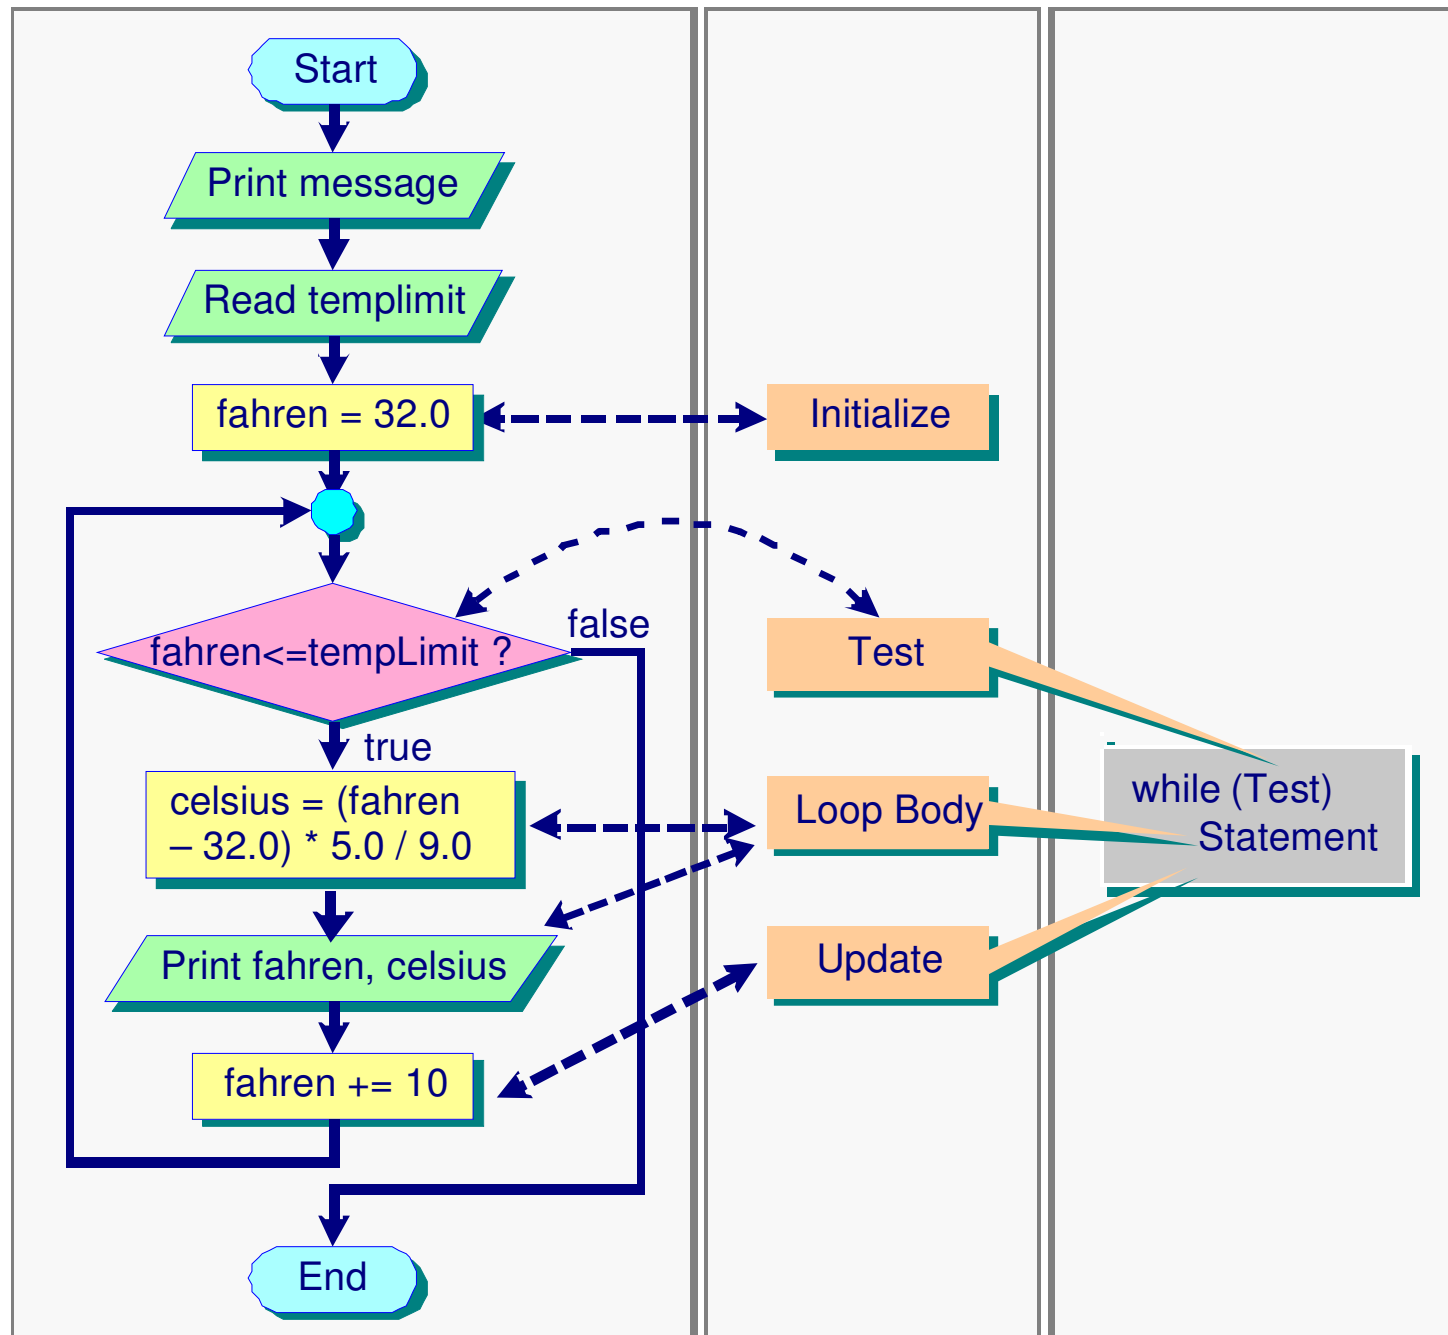 Start
Print message
Read templimit
fahren = 32.0
Initialize
fahren<=tempLimit ?
false
Test
true
celsius = (fahren
– 32.0) * 5.0 / 9.0
Loop Body
while (Test)
Statement
Print fahren, celsius
Update
fahren += 10
End